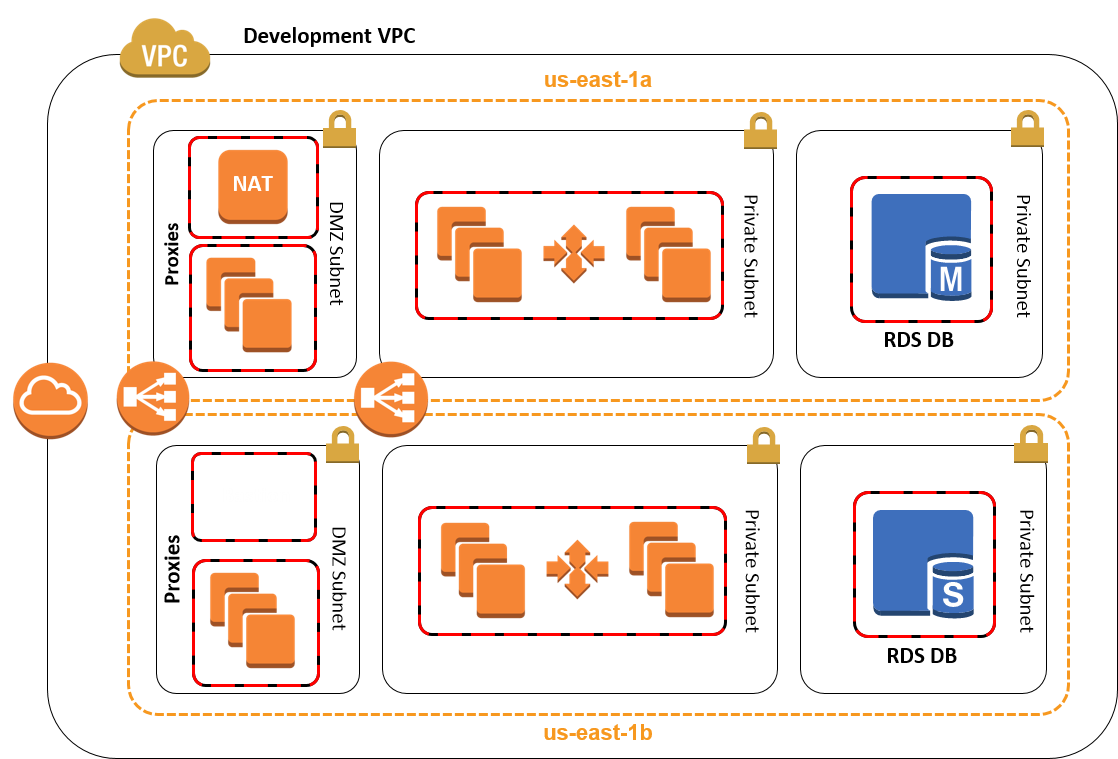 VPC
Development VPC
us-east-1a
NAT
Proxies
DMZ Subnet
Private Subnet
M
RDS DB
Private Subnet
Proxies
DMZ Subnet
Private Subnet
S
RDS DB
Private Subnet
us-east-1b